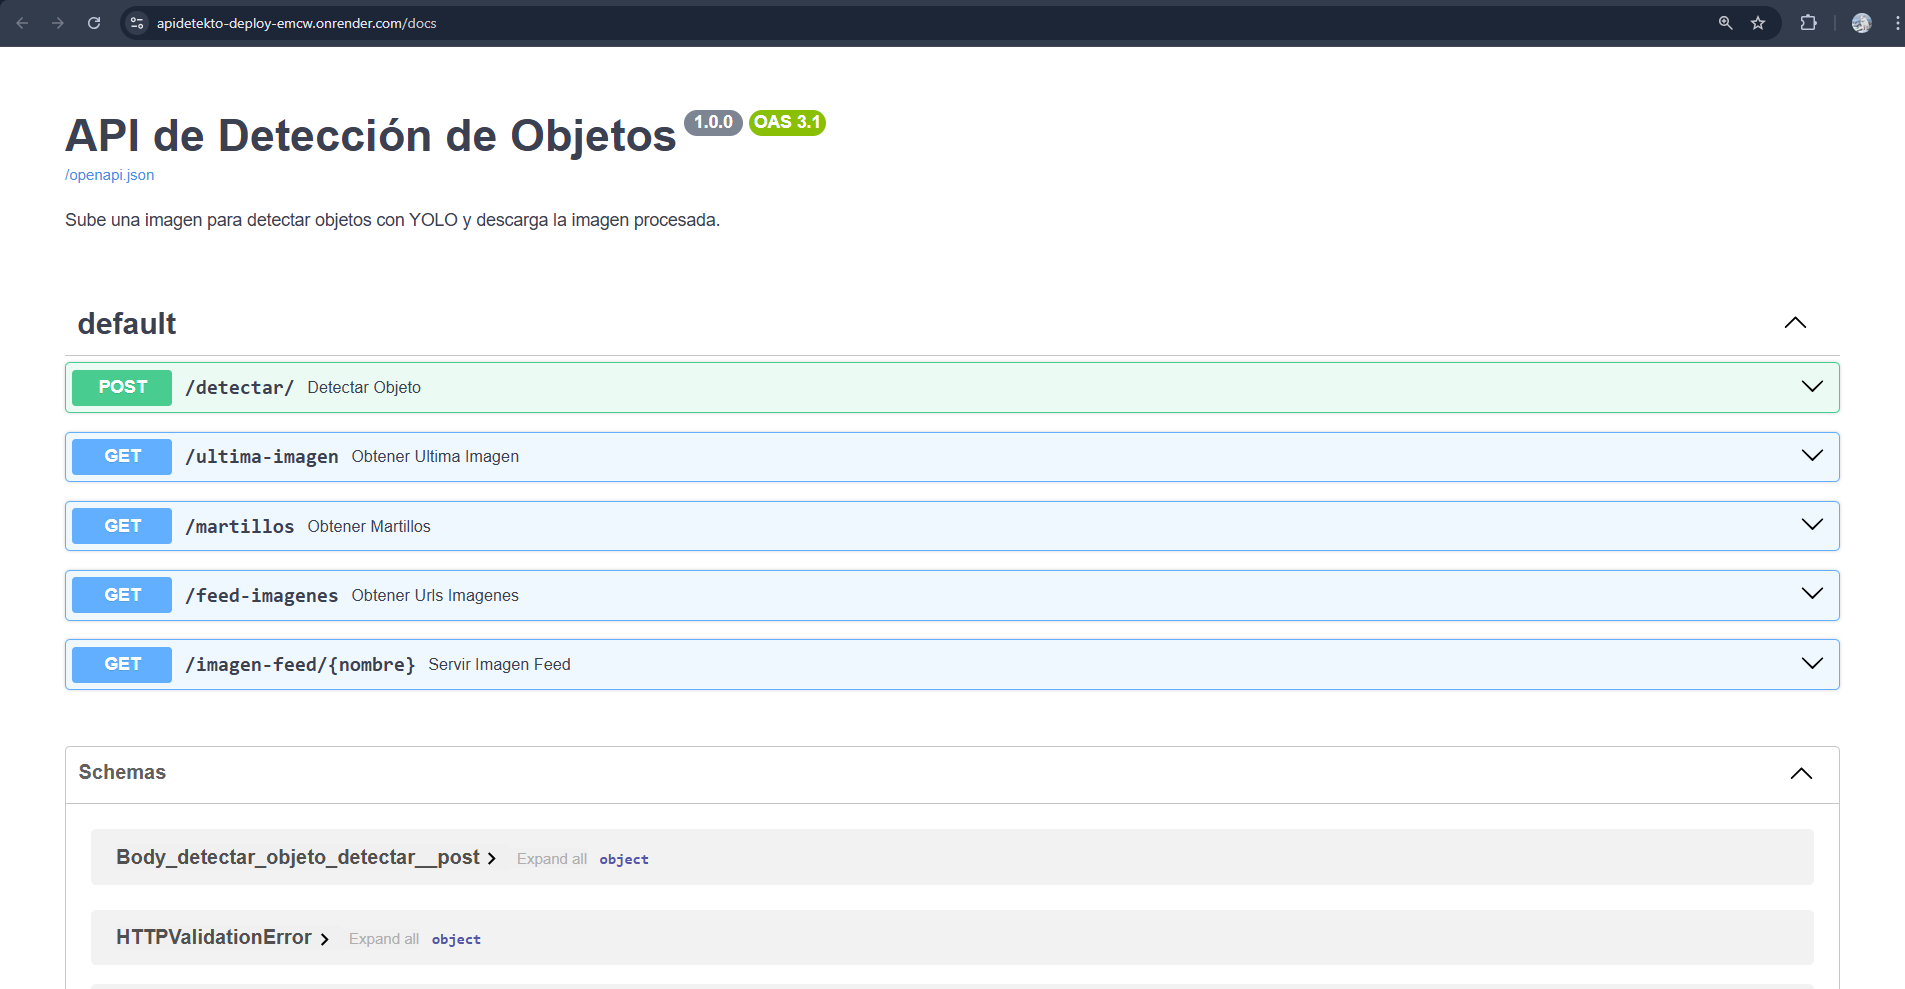 apidetekto-deploy-emcw.onrender.com/docs
API de Detección de Objetos 1.0.0 OAS 3.1
/openapi.json
Sube una imagen para detectar objetos con YOLO y descarga la imagen procesada.
default
POST /detectar/ Detectar Objeto
GET /ultima-imagen Obtener Ultima Imagen
GET /martillos Obtener Martillos
GET /feed-imagenes Obtener Urls Imagenes
GET /imagen-feed/{nombre} Servir Imagen Feed
Schemas
Body_detectar_objeto_detectar__post Expand all object
HTTPValidationError Expand all object